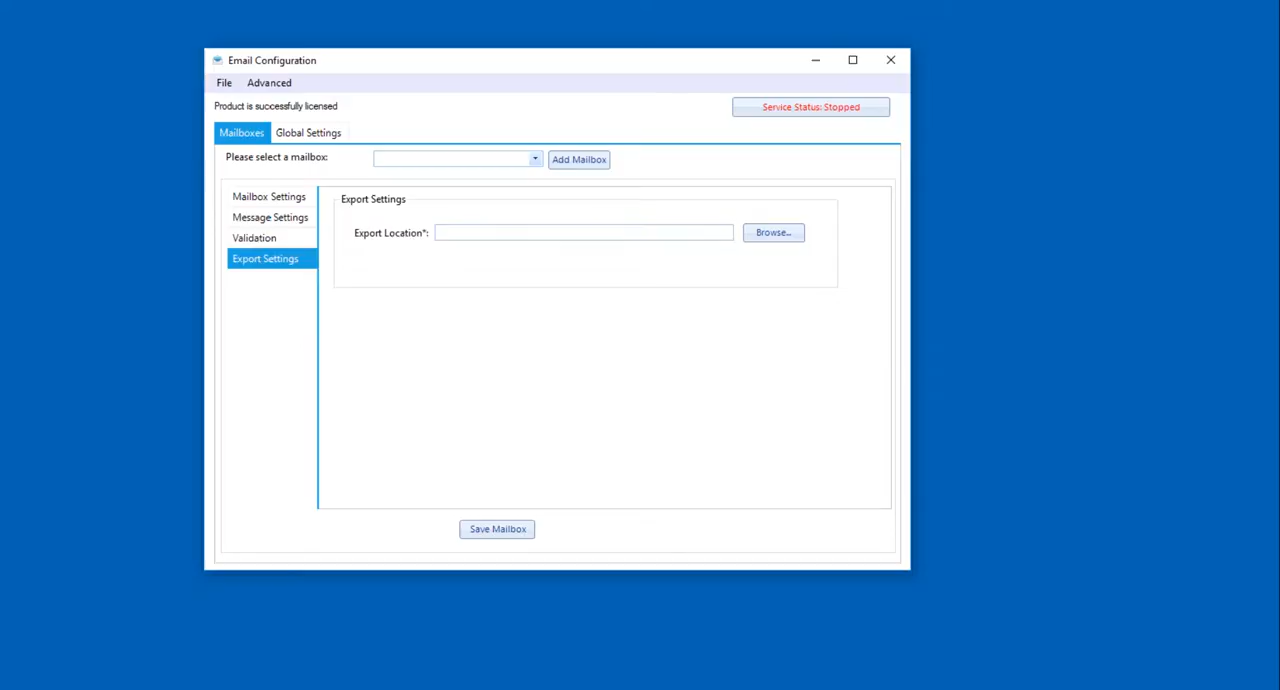 Email Configuration
File Advanced
Product is successfully licensed
Service Status: Stopped
Mailboxes Global Settings
Please select a mailbox:
Add Mailbox
Mailbox Settings
Message Settings
Validation
Export Settings
Export Settings
Export Location*:
Browse...
Save Mailbox